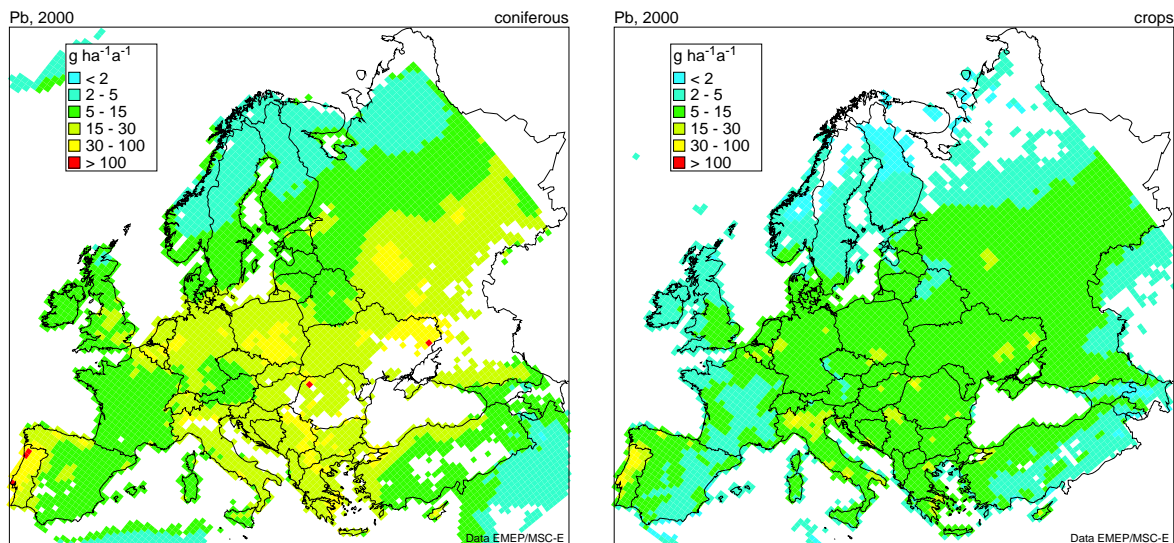 Pb, 2000 coniferous
g ha-1a-1
< 2
2 - 5
5 - 15
15 - 30
30 - 100
> 100
Data EMEP/MSC-E
Pb, 2000 crops
g ha-1a-1
< 2
2 - 5
5 - 15
15 - 30
30 - 100
> 100
Data EMEP/MSC-E